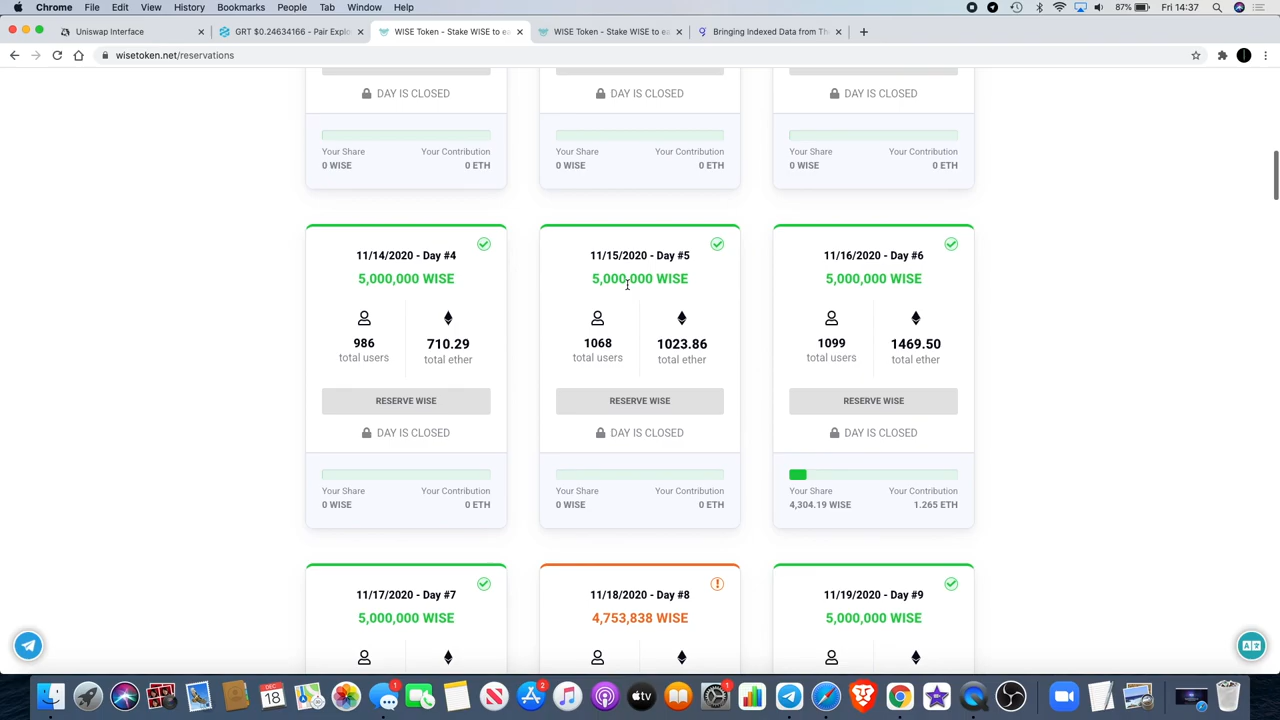 Chrome File Edit View History Bookmarks People Tab Window Help 87% Fri 14:37
Uniswap Interface
GRT $0.24634166 - Pair Explo
WISE Token - Stake WISE to ea
WISE Token - Stake WISE to ea
Bringing Indexed Data from Th
wisetoken.net/reservations
DAY IS CLOSED DAY IS CLOSED DAY IS CLOSED
Your Share Your Contribution Your Share Your Contribution Your Share Your Contribution
0 WISE 0 ETH 0 WISE 0 ETH 0 WISE 0 ETH
11/14/2020 - Day #4 11/15/2020 - Day #5 11/16/2020 - Day #6
5,000,000 WISE 5,000,000 WISE 5,000,000 WISE
986 710.29 1068 1023.86 1099 1469.50
total users total ether total users total ether total users total ether
RESERVE WISE RESERVE WISE RESERVE WISE
DAY IS CLOSED DAY IS CLOSED DAY IS CLOSED
Your Share Your Contribution Your Share Your Contribution Your Share Your Contribution
0 WISE 0 ETH 0 WISE 0 ETH 4,304.19 WISE 1.265 ETH
11/17/2020 - Day #7 11/18/2020 - Day #8 11/19/2020 - Day #9
5,000,000 WISE 4,753,838 WISE 5,000,000 WISE